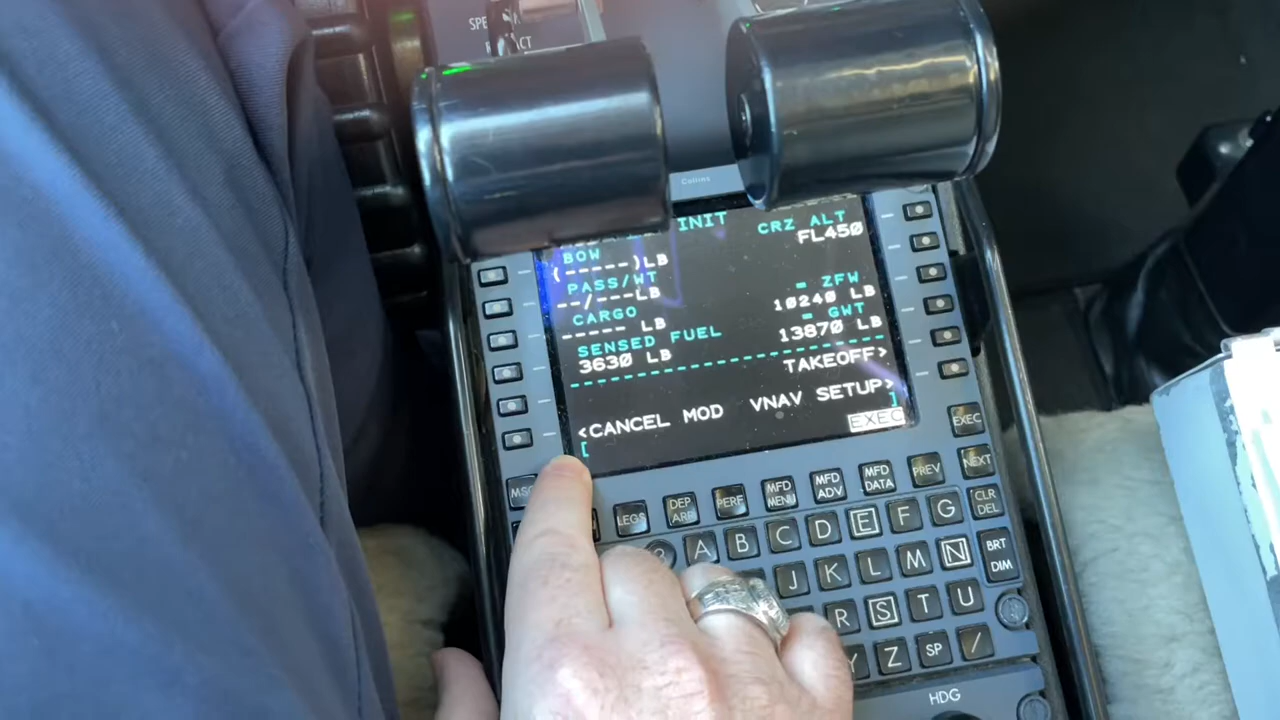 SPE
R CT
Collins
INIT
CRZ ALT
FL450
BOW
(-----)LB
PASS/WT
--/---LB
= ZFW
10240 LB
CARGO
----- LB
= GWT
13870 LB
SENSED FUEL
3630 LB
TAKEOFF>
<CANCEL MOD VNAV SETUP>
[ ]
EXEC
EXEC
MSG
LEGS
DEP ARR
PERF
MFD MENU
MFD ADV
MFD DATA
PREV
NEXT
A B C D E F G
CLR DEL
J K L M N
BRT DIM
R S T U
Y Z SP /
HDG